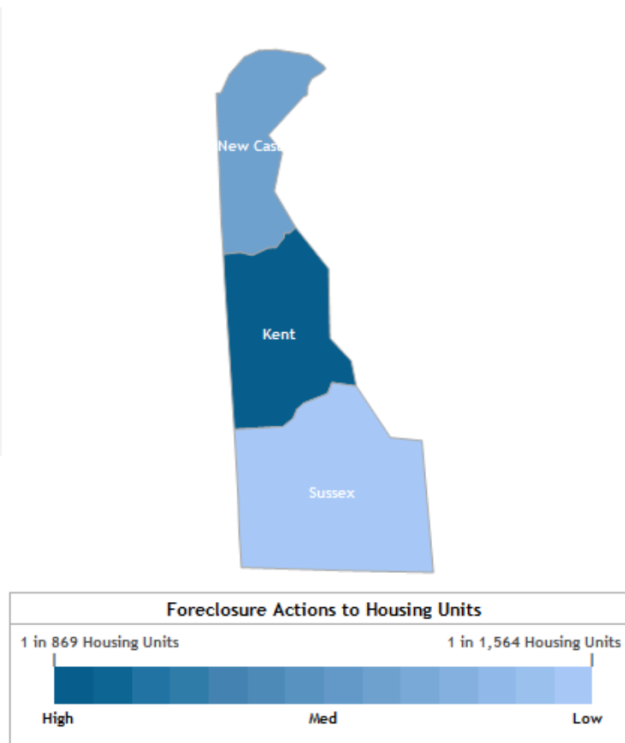 New Cast
Kent
Sussex
Foreclosure Actions to Housing Units
1 in 869 Housing Units
1 in 1,564 Housing Units
High
Med
Low